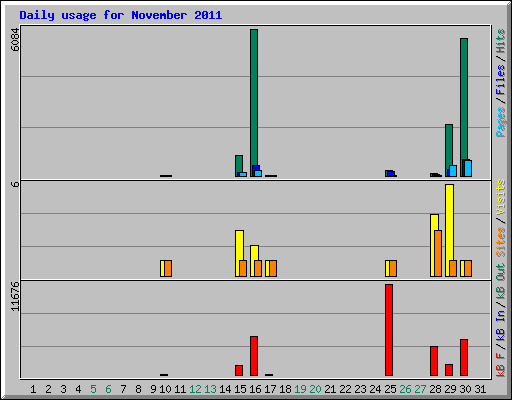 Daily usage for November 2011
6084
6
11676
Pages / Files / Hits
Sites / Visits
kB F / kB In / kB Out
1 2 3 4 5 6 7 8 9 10 11 12 13 14 15 16 17 18 19 20 21 22 23 24 25 26 27 28 29 30 31